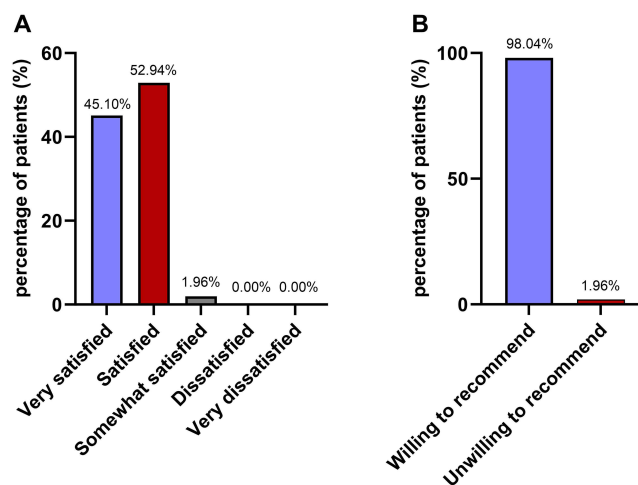 A
percentage of patients (%)
60
40
20
0
45.10%
52.94%
1.96%
0.00%
0.00%
Very satisfied
Satisfied
Somewhat satisfied
Dissatisfied
Very dissatisfied
B
percentage of patients (%)
100
50
0
98.04%
1.96%
Willing to recommend
Unwilling to recommend